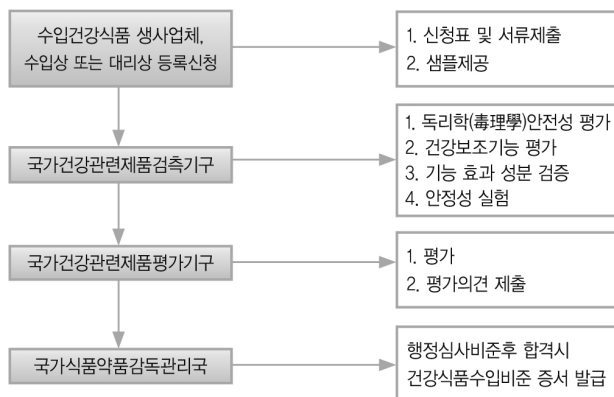 수입건강식품 생사업체,
수입상 또는 대리상 등록신청
1. 신청표 및 서류제출
2. 샘플제공
국가건강관련제품검측기구
1. 독리학(毒理學)안전성 평가
2. 건강보조기능 평가
3. 기능 효과 성분 검증
4. 안정성 실험
국가건강관련제품평가기구
1. 평가
2. 평가의견 제출
국가식품약품감독관리국
행정심사비준후 합격시
건강식품수입비준 증서 발급